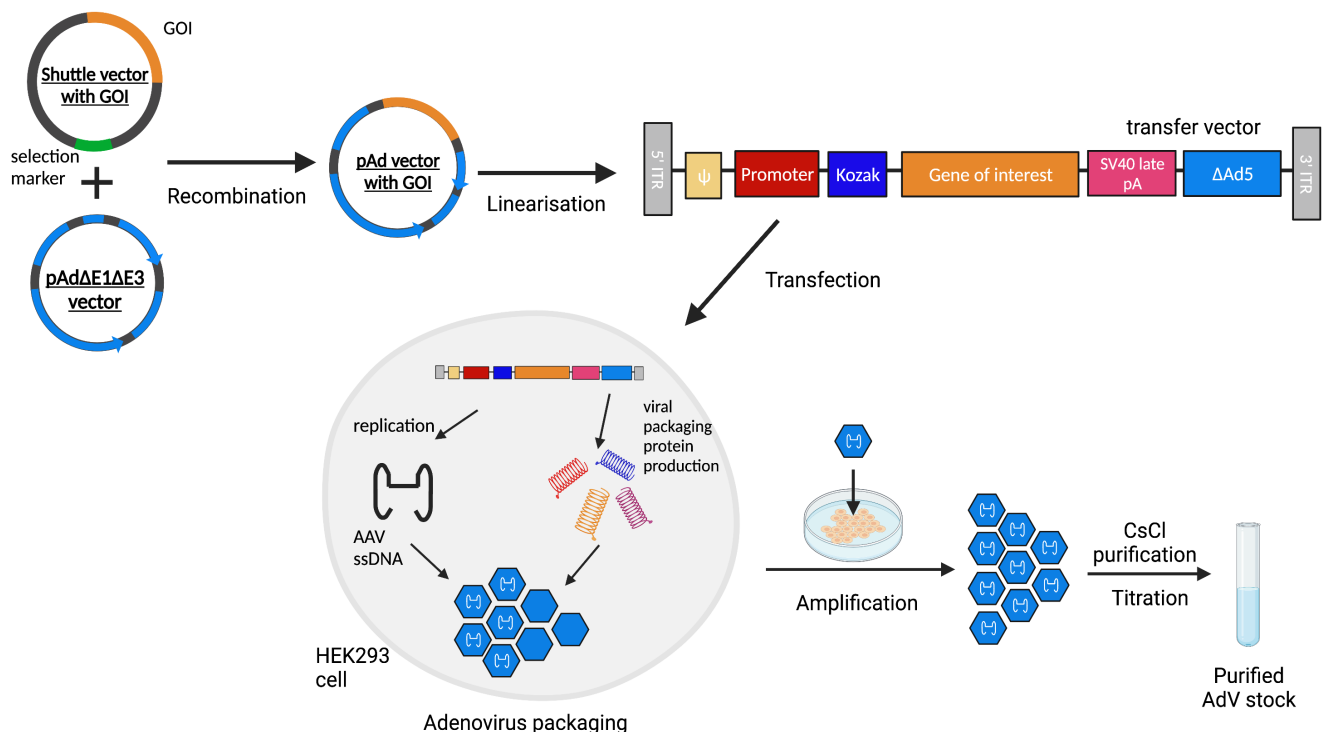 GOI
Shuttle vector
with GOI
selection
marker
pAdΔE1ΔE3
vector
Recombination
pAd vector
with GOI
Linearisation
transfer vector
5' ITR
ψ
Promoter
Kozak
Gene of interest
SV40 late
pA
ΔAd5
3' ITR
Transfection
replication
viral
packaging
protein
production
AAV
ssDNA
HEK293
cell
Adenovirus packaging
Amplification
CsCl
purification
Titration
Purified
AdV stock